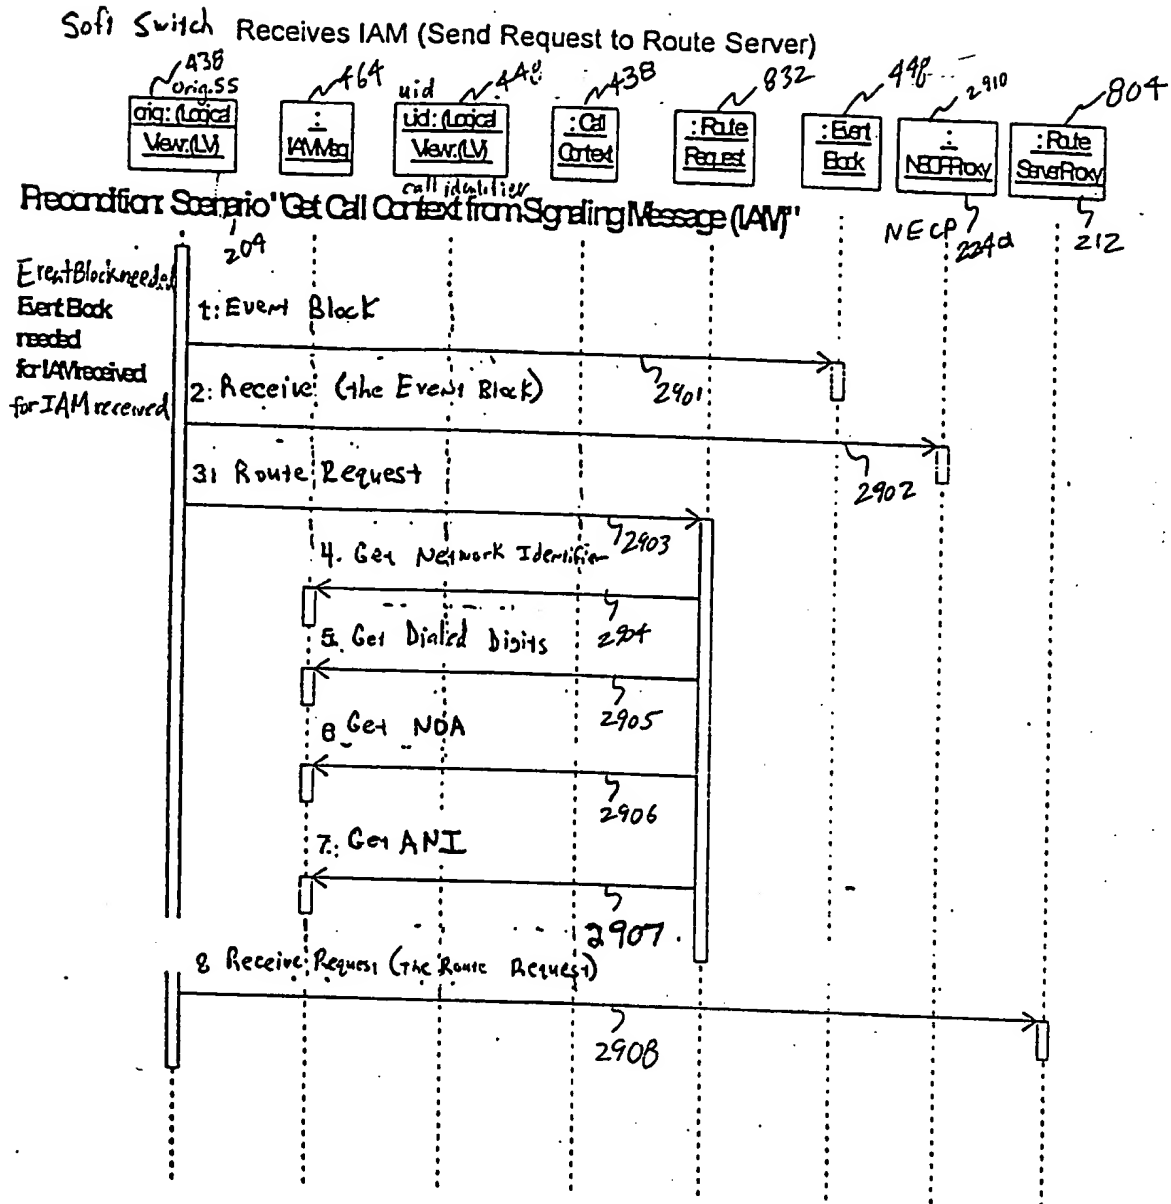 Soft Switch Receives IAM (Send Request to Route Server)
438
orig. SS
orig: (Logical
View:(LV)
464
:
IAMMsg
uid
448
uid: (Logical
View:(LV)
call identifier
438
: Call
Context
832
: Route
Request
448
: Event
Block
2910
:
NECPProxy
804
: Route
ServerProxy
Precondition: Scenario "Get Call Context from Signaling Message (IAM)"
204
NECP
224a
212
EventBlock needed
Event Block
needed
for IAM received
for IAM received
1: Event Block
2901
2: Receive (the Event Block)
2902
3: Route Request
2903
4. Get Network Identifier
2904
5. Get Dialed Digits
2905
6 Get NOA
2906
7: Get ANI
2907
8 Receive Request (The Route Request)
2908